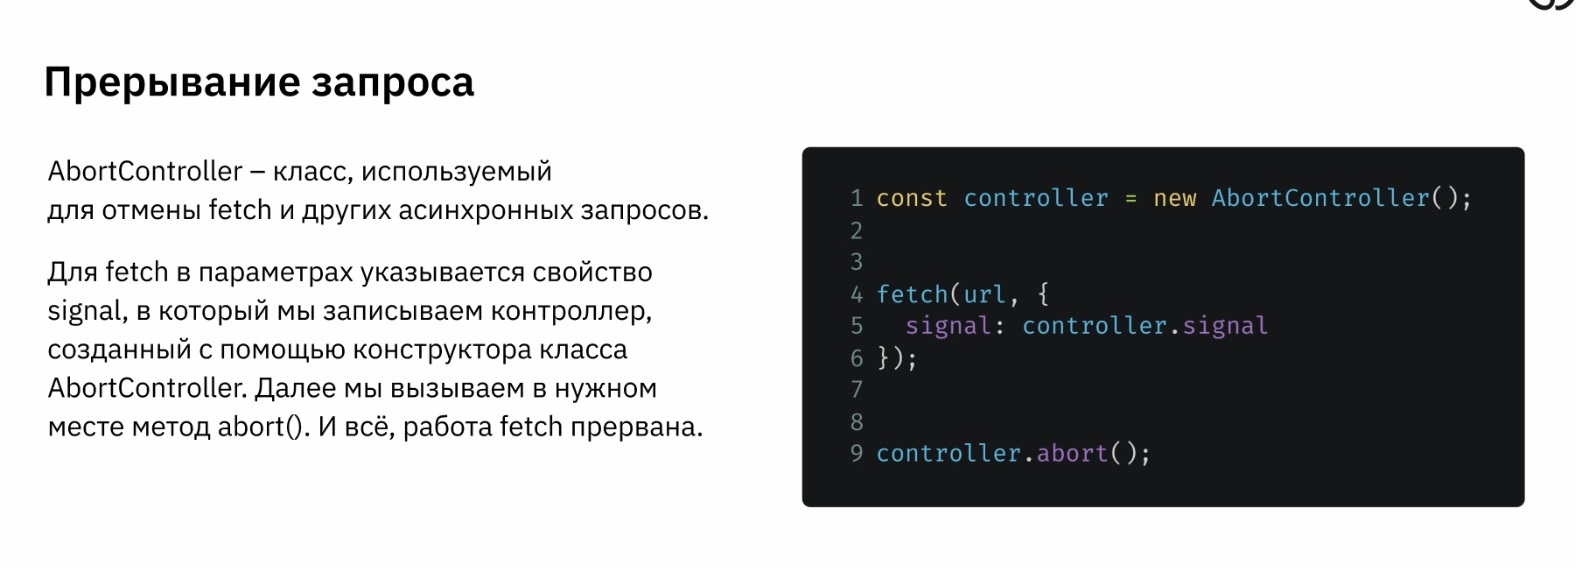 Прерывание запроса
AbortController – класс, используемый
для отмены fetch и других асинхронных запросов.
Для fetch в параметрах указывается свойство
signal, в который мы записываем контроллер,
созданный с помощью конструктора класса
AbortController. Далее мы вызываем в нужном
месте метод abort(). И всё, работа fetch прервана.
1 const controller = new AbortController();
2
3
4 fetch(url, {
5   signal: controller.signal
6 });
7
8
9 controller.abort();